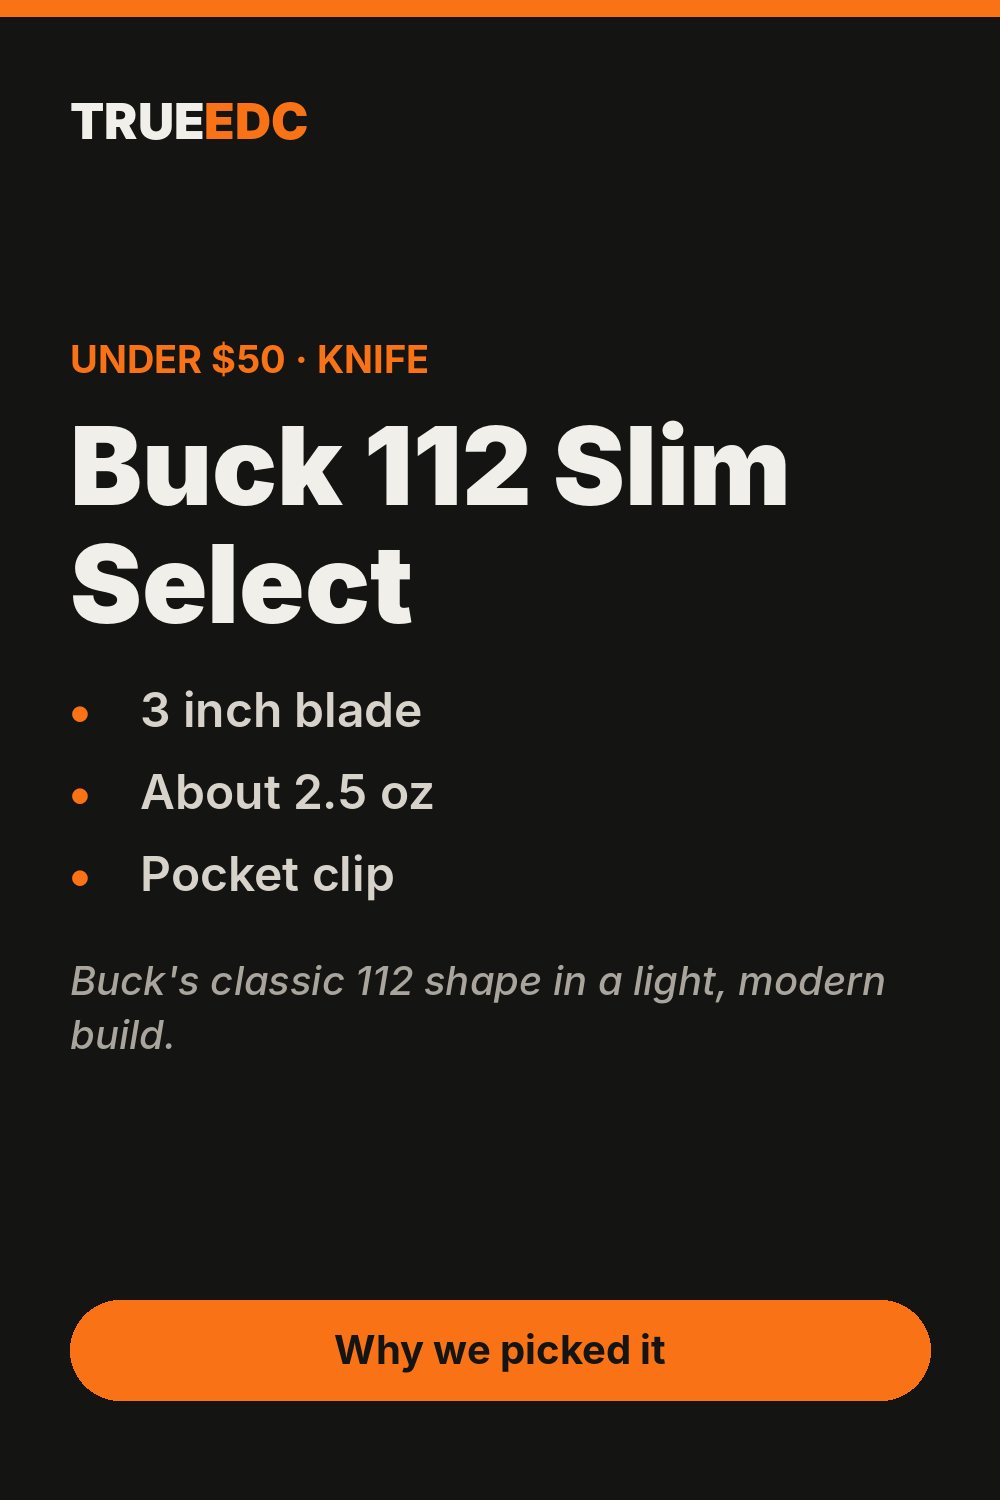 TRUEEDC
UNDER $50 · KNIFE
Buck 112 Slim
Select
• 3 inch blade
• About 2.5 oz
• Pocket clip
Buck's classic 112 shape in a light, modern
build.
Why we picked it